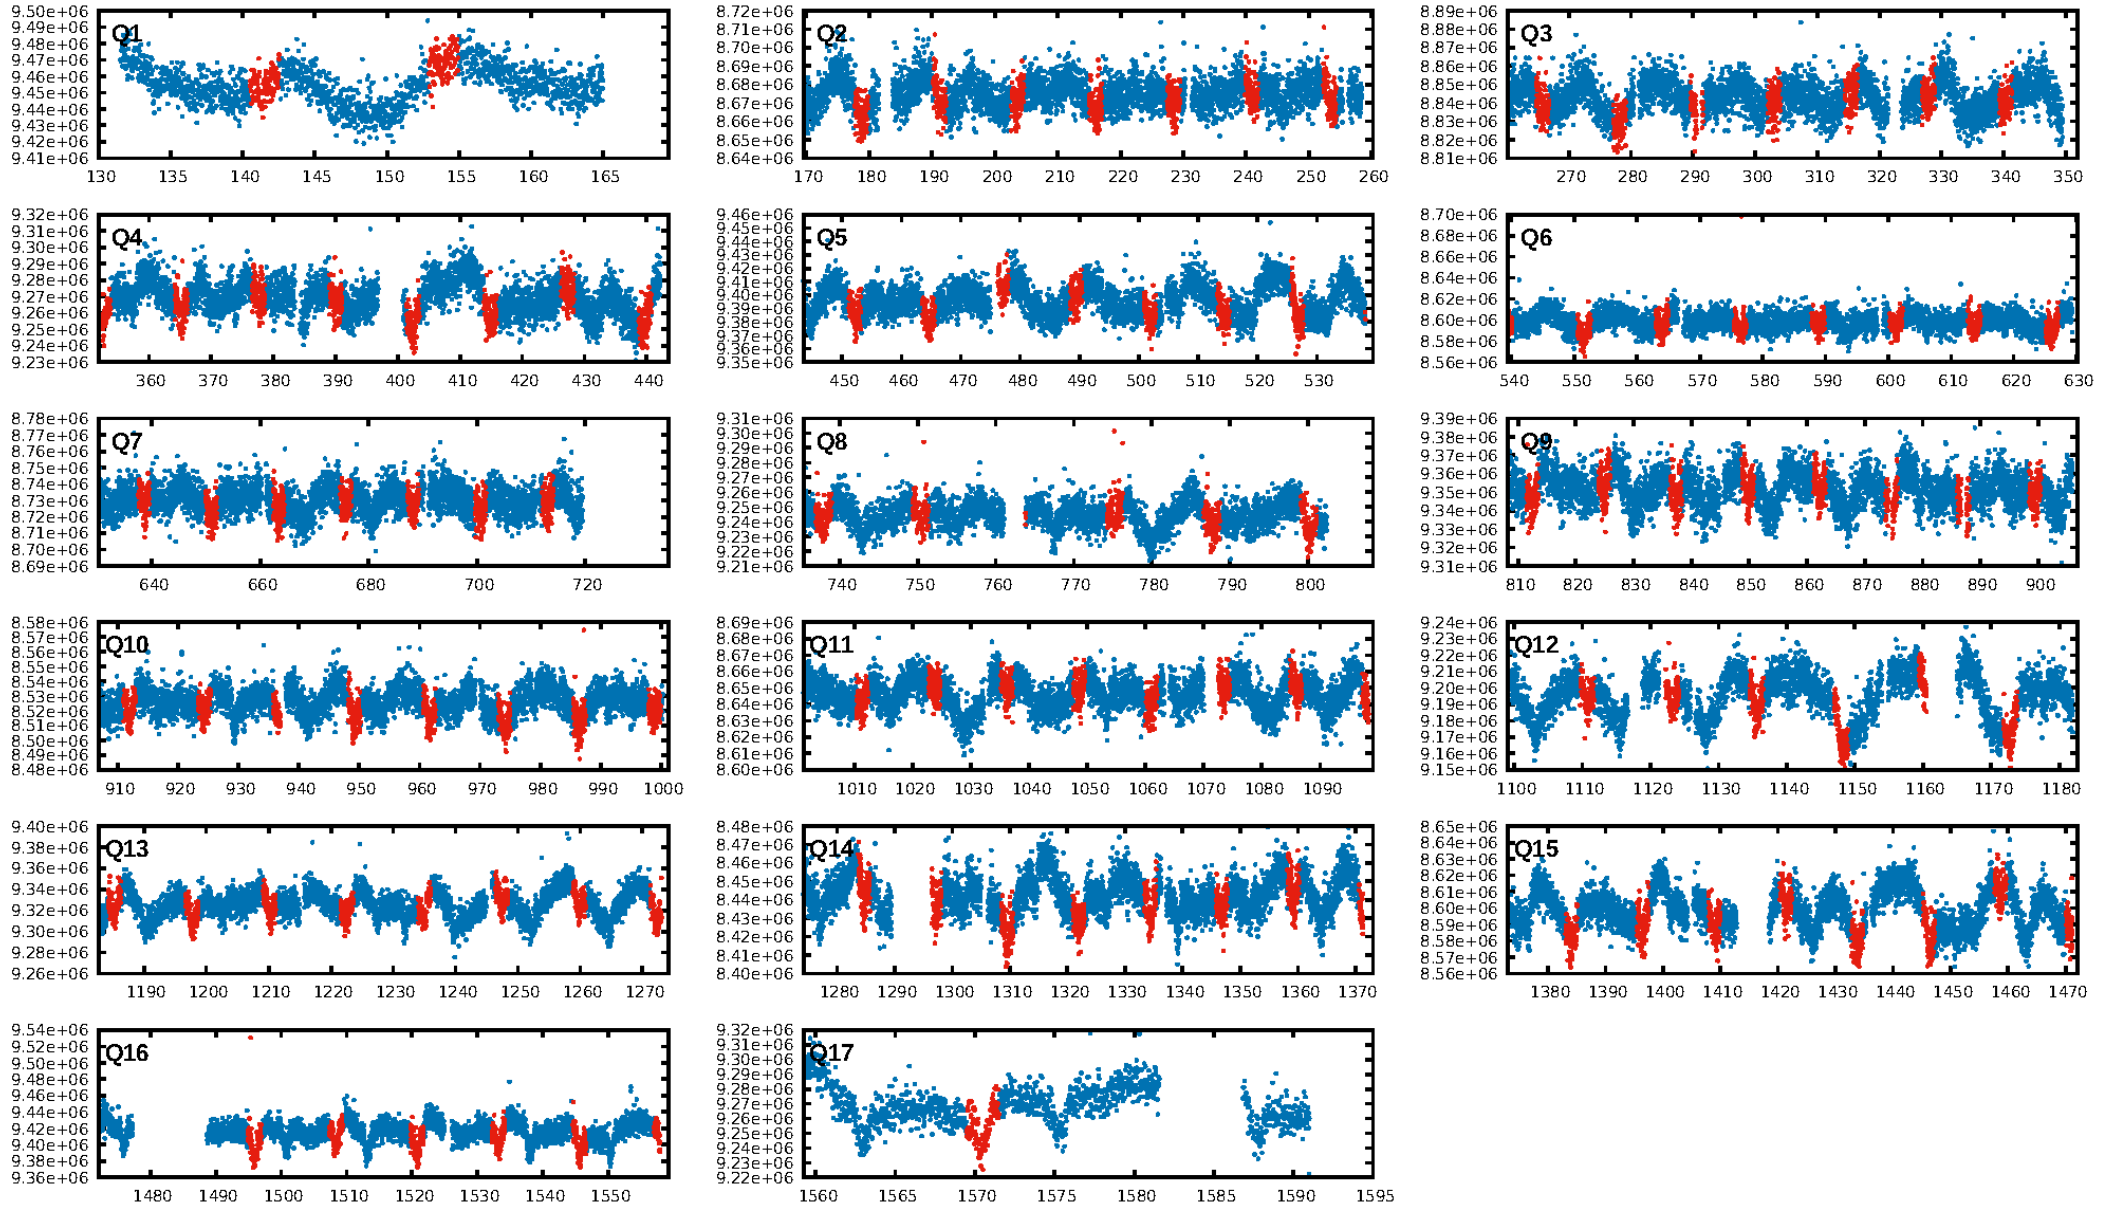 Q1
9.50e+06
9.49e+06
9.48e+06
9.47e+06
9.46e+06
9.45e+06
9.44e+06
9.43e+06
9.42e+06
9.41e+06
130 135 140 145 150 155 160 165
Q2
8.72e+06
8.71e+06
8.70e+06
8.69e+06
8.68e+06
8.67e+06
8.66e+06
8.65e+06
8.64e+06
170 180 190 200 210 220 230 240 250 260
Q3
8.89e+06
8.88e+06
8.87e+06
8.86e+06
8.85e+06
8.84e+06
8.83e+06
8.82e+06
8.81e+06
270 280 290 300 310 320 330 340 350
Q4
9.32e+06
9.31e+06
9.30e+06
9.29e+06
9.28e+06
9.27e+06
9.26e+06
9.25e+06
9.24e+06
9.23e+06
360 370 380 390 400 410 420 430 440
Q5
9.46e+06
9.45e+06
9.44e+06
9.43e+06
9.42e+06
9.41e+06
9.40e+06
9.39e+06
9.38e+06
9.37e+06
9.36e+06
9.35e+06
450 460 470 480 490 500 510 520 530
Q6
8.70e+06
8.68e+06
8.66e+06
8.64e+06
8.62e+06
8.60e+06
8.58e+06
8.56e+06
540 550 560 570 580 590 600 610 620 630
Q7
8.78e+06
8.77e+06
8.76e+06
8.75e+06
8.74e+06
8.73e+06
8.72e+06
8.71e+06
8.70e+06
8.69e+06
640 660 680 700 720
Q8
9.31e+06
9.30e+06
9.29e+06
9.28e+06
9.27e+06
9.26e+06
9.25e+06
9.24e+06
9.23e+06
9.22e+06
9.21e+06
740 750 760 770 780 790 800
Q9
9.39e+06
9.38e+06
9.37e+06
9.36e+06
9.35e+06
9.34e+06
9.33e+06
9.32e+06
9.31e+06
810 820 830 840 850 860 870 880 890 900
Q10
8.58e+06
8.57e+06
8.56e+06
8.55e+06
8.54e+06
8.53e+06
8.52e+06
8.51e+06
8.50e+06
8.49e+06
8.48e+06
910 920 930 940 950 960 970 980 990 1000
Q11
8.69e+06
8.68e+06
8.67e+06
8.66e+06
8.65e+06
8.64e+06
8.63e+06
8.62e+06
8.61e+06
8.60e+06
1010 1020 1030 1040 1050 1060 1070 1080 1090
Q12
9.24e+06
9.23e+06
9.22e+06
9.21e+06
9.20e+06
9.19e+06
9.18e+06
9.17e+06
9.16e+06
9.15e+06
1100 1110 1120 1130 1140 1150 1160 1170 1180
Q13
9.40e+06
9.38e+06
9.36e+06
9.34e+06
9.32e+06
9.30e+06
9.28e+06
9.26e+06
1190 1200 1210 1220 1230 1240 1250 1260 1270
Q14
8.48e+06
8.47e+06
8.46e+06
8.45e+06
8.44e+06
8.43e+06
8.42e+06
8.41e+06
8.40e+06
1280 1290 1300 1310 1320 1330 1340 1350 1360 1370
Q15
8.65e+06
8.64e+06
8.63e+06
8.62e+06
8.61e+06
8.60e+06
8.59e+06
8.58e+06
8.57e+06
8.56e+06
1380 1390 1400 1410 1420 1430 1440 1450 1460 1470
Q16
9.54e+06
9.52e+06
9.50e+06
9.48e+06
9.46e+06
9.44e+06
9.42e+06
9.40e+06
9.38e+06
9.36e+06
1480 1490 1500 1510 1520 1530 1540 1550
Q17
9.32e+06
9.31e+06
9.30e+06
9.29e+06
9.28e+06
9.27e+06
9.26e+06
9.25e+06
9.24e+06
9.23e+06
9.22e+06
1560 1565 1570 1575 1580 1585 1590 1595